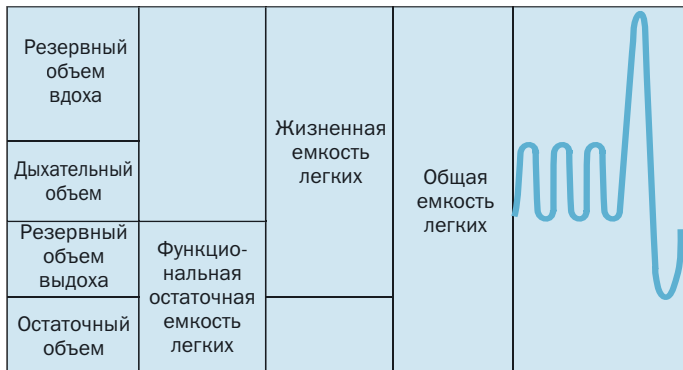 Резервный
объем
вдоха
Дыхательный
объем
Резервный
объем
выдоха
Остаточный
объем
Функцио-
нальная
остаточная
емкость
легких
Жизненная
емкость
легких
Общая
емкость
легких